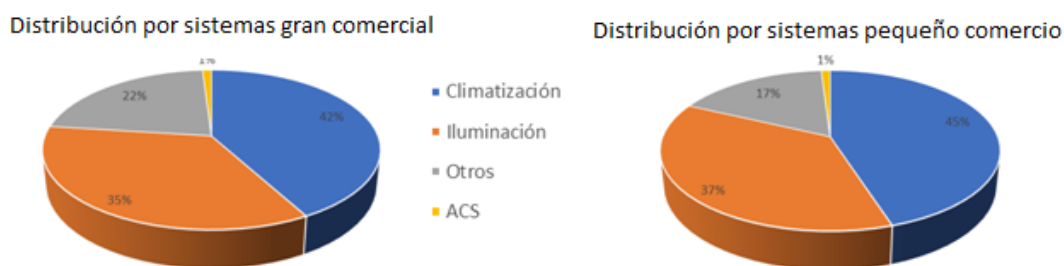 Distribución por sistemas gran comercial
22%
42%
35%
Climatización
Iluminación
Otros
ACS
Distribución por sistemas pequeño comercio
1%
17%
45%
37%